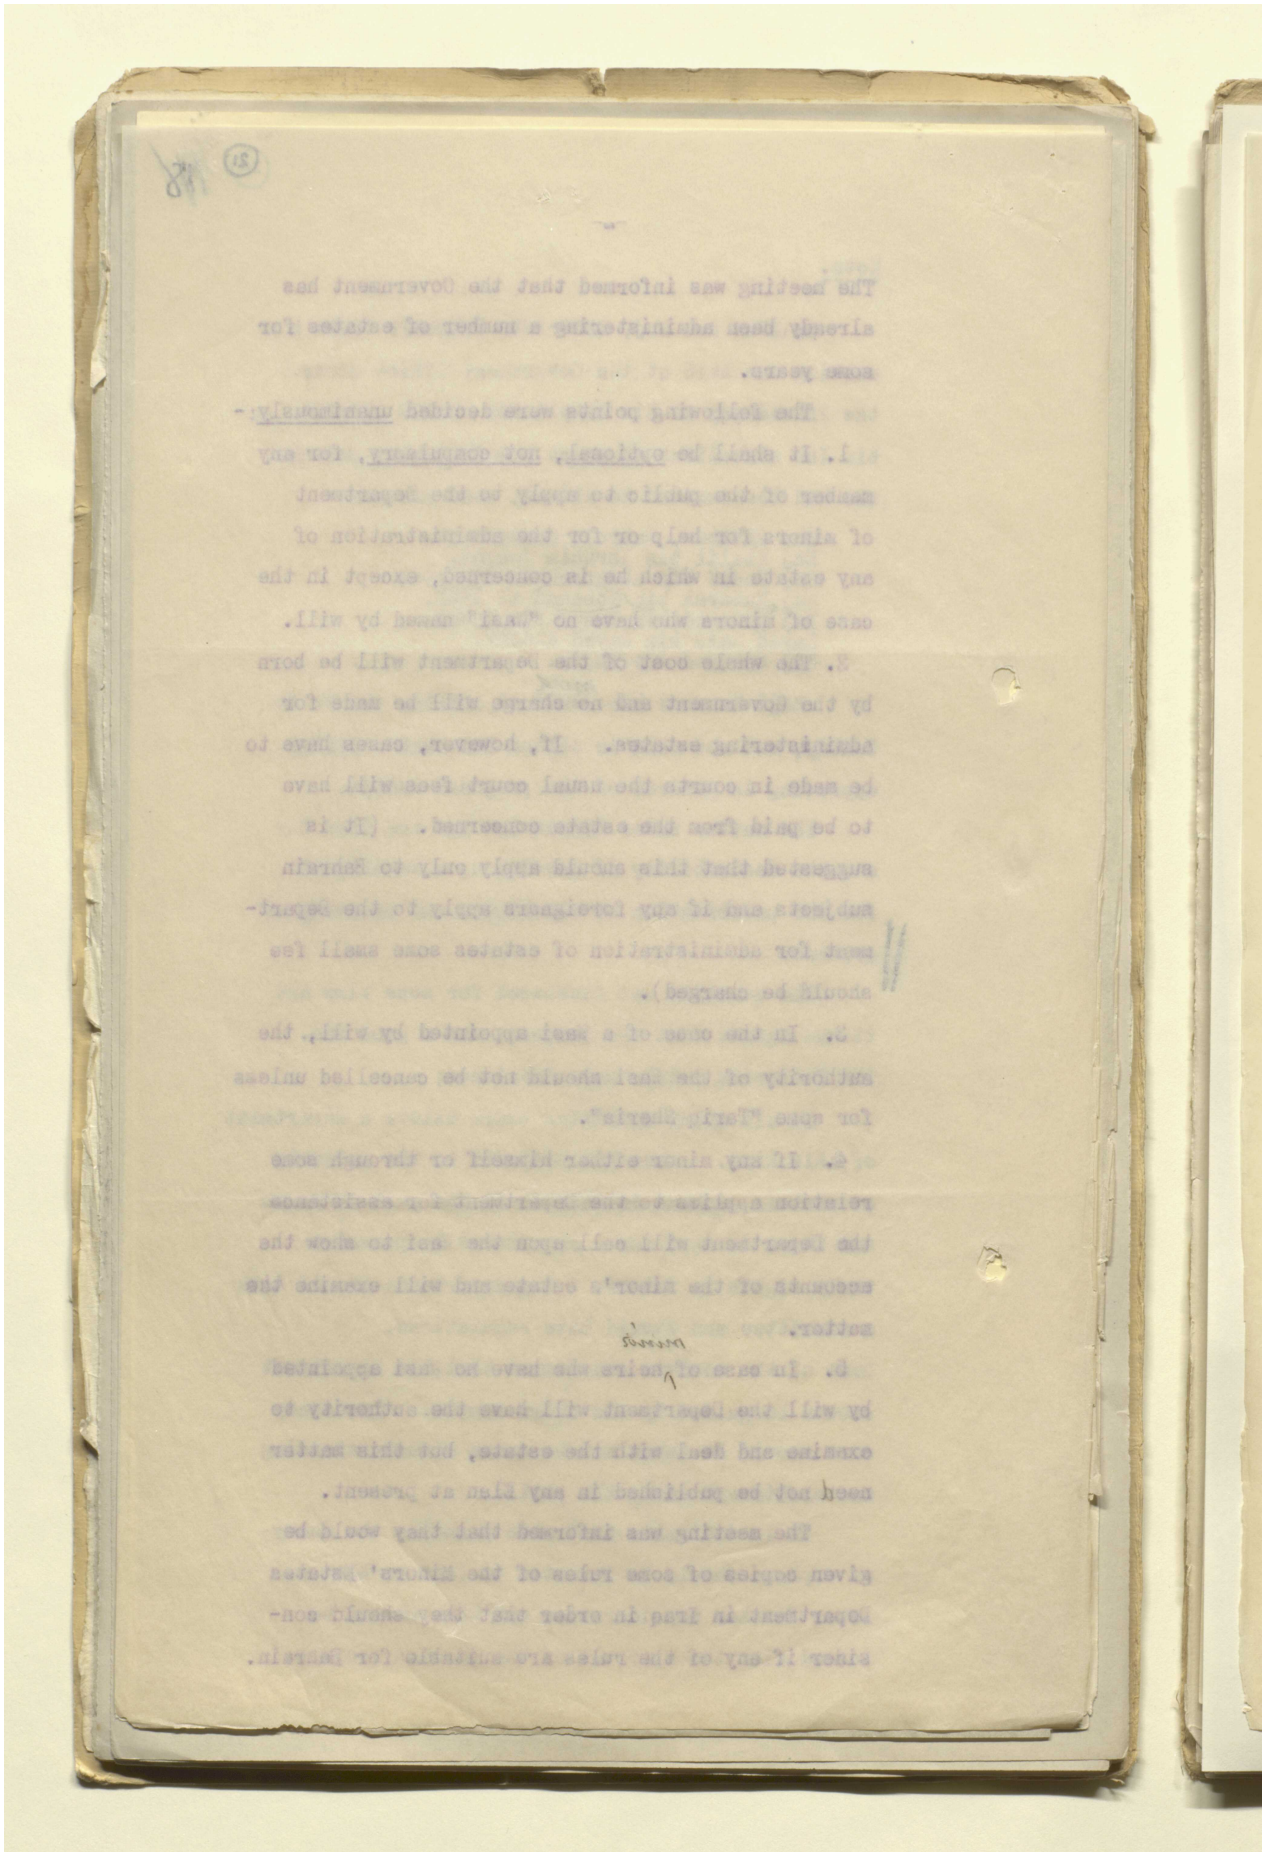 The meeting was informed that the Government has
already been administering a number of estates for
some years.
The following points were decided unanimously:-
1. It shall be optional, not compulsory, for any
member of the public to apply to the Department
of minors for help or for the administration of
any estate in which he is concerned, except in the
case of minors who have no "Wasi" named by will.
2. The whole cost of the Department will be born
by the Government and no charge will be made for
administering estates. If, however, cases have to
be made in courts the usual court fees will have
to be paid from the estate concerned. (It is
suggested that this should apply only to Bahrain
subjects and if any foreigners apply to the Depart-
ment for administration of estates some small fee
should be charged).
3. In the case of a wasi appointed by will, the
authority of the wasi should not be cancelled unless
for some "Tariq Sheria".
4. If any minor either himself or through some
relation applies to the Department for assistance
the Department will call upon the wasi to show the
accounts of the minor's estate and will examine the
matter.
minor
5. In case of heirs who have no wasi appointed
by will the Department will have the authority to
examine and deal with the estate, but this matter
need not be published in any Elan at present.
The meeting was informed that they would be
given copies of some rules of the Minors' Estates
Department in Iraq in order that they should con-
sider if any of the rules are suitable for Bahrain.